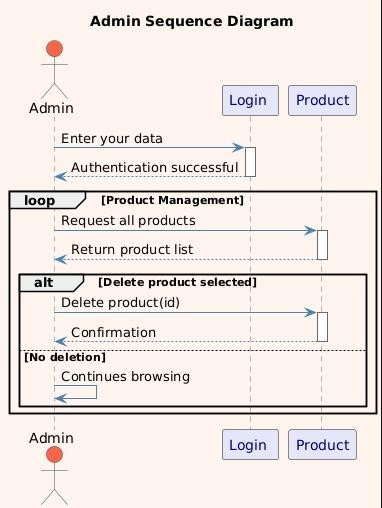 Admin Sequence Diagram
Admin
Login
Product
Enter your data
Authentication successful
loop [Product Management]
Request all products
Return product list
alt [Delete product selected]
Delete product(id)
Confirmation
[No deletion]
Continues browsing
Admin
Login
Product